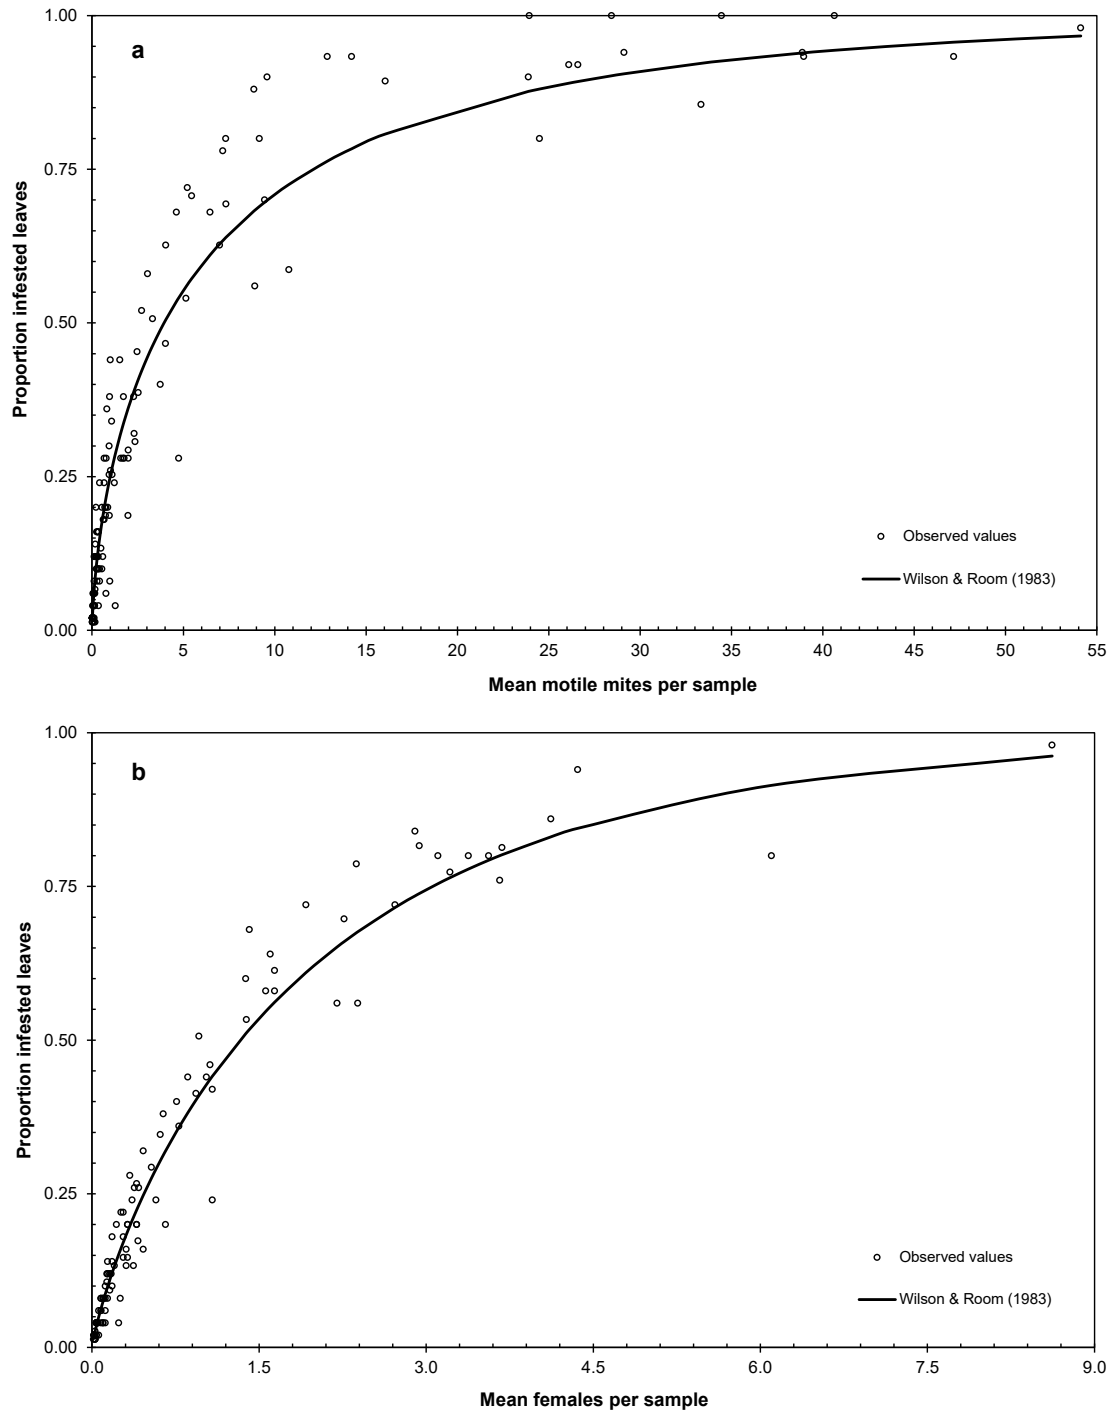 a
1.00
0.75
0.50
0.25
0.00
Proportion infested leaves
Observed values
Wilson & Room (1983)
0 5 10 15 20 25 30 35 40 45 50 55
Mean motile mites per sample
b
1.00
0.75
0.50
0.25
0.00
Proportion infested leaves
Observed values
Wilson & Room (1983)
0.0 1.5 3.0 4.5 6.0 7.5 9.0
Mean females per sample